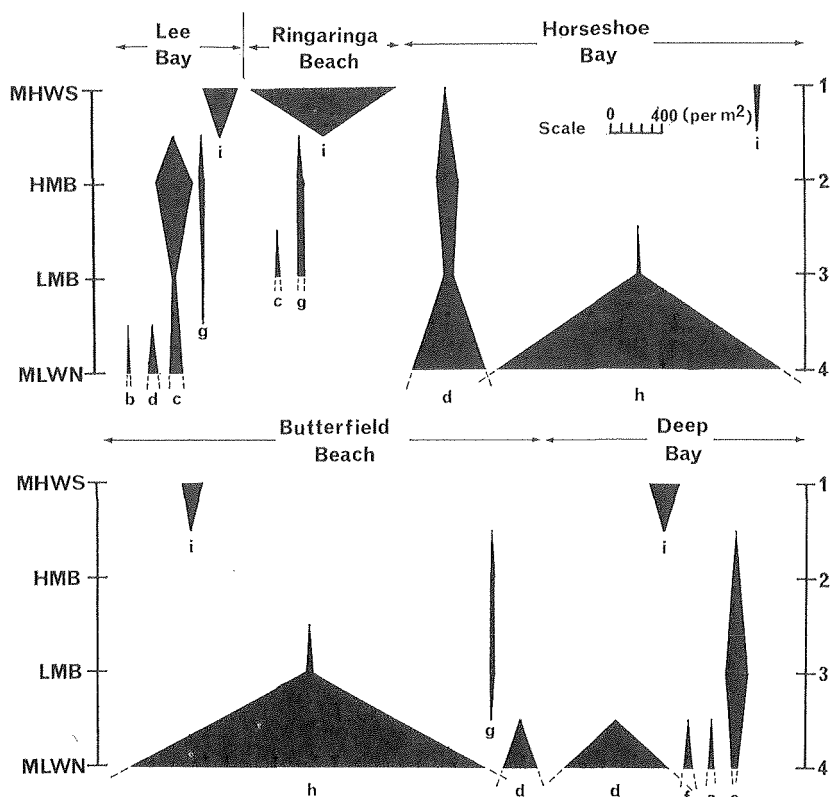 Lee
Bay
Ringaringa
Beach
Horseshoe
Bay
MHWS
1
Scale
0
400 (per m2)
i
i
i
HMB
2
LMB
3
c
g
g
MLWN
4
b
d
c
d
h
Butterfield
Beach
Deep
Bay
MHWS
1
i
i
HMB
2
LMB
3
g
MLWN
4
h
d
d